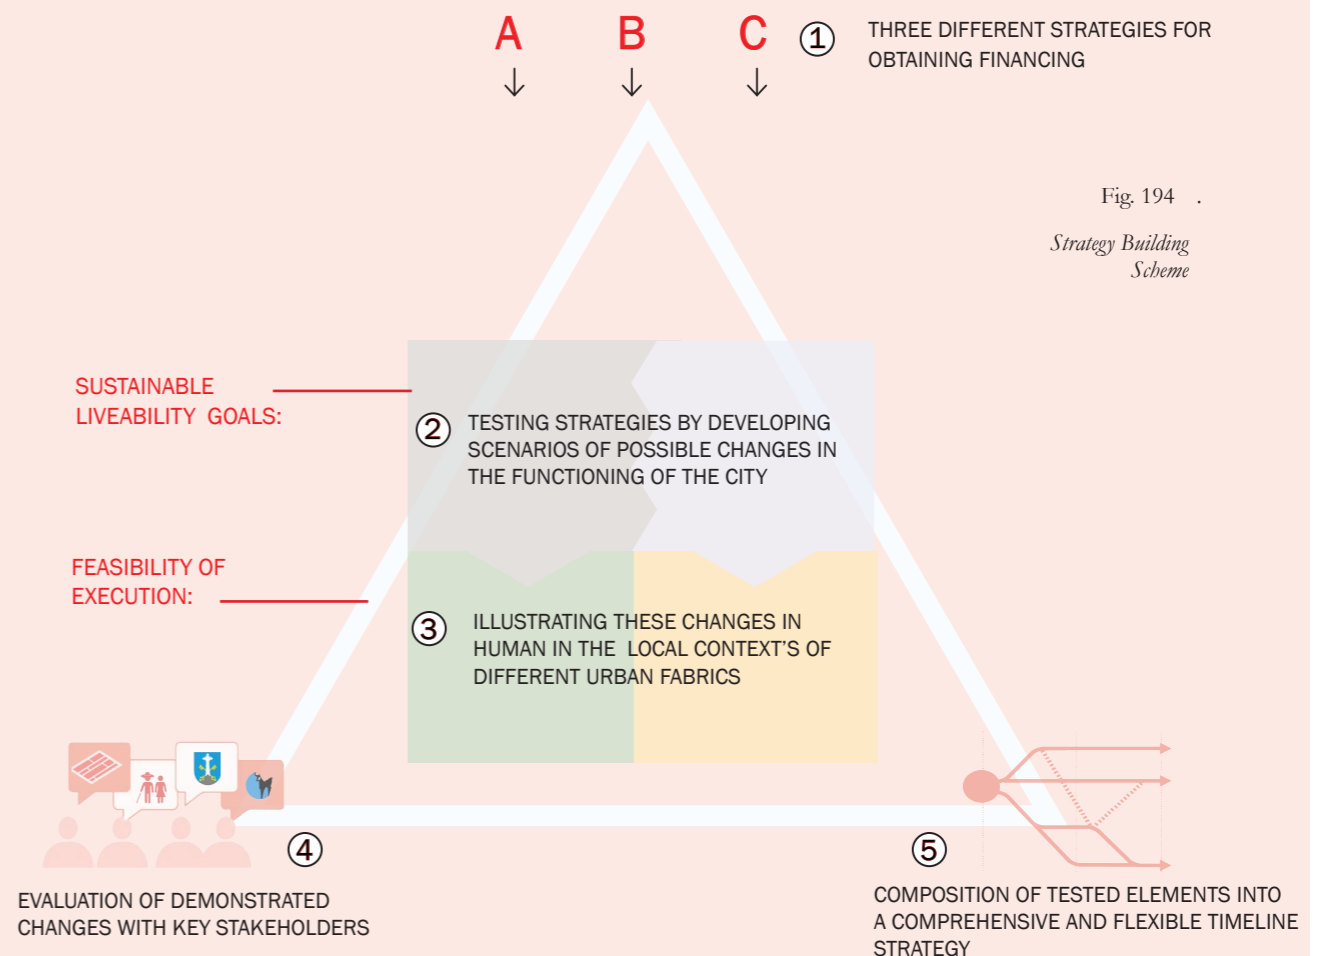 A B C ① THREE DIFFERENT STRATEGIES FOR
OBTAINING FINANCING
Fig. 194 .
Strategy Building
Scheme
SUSTAINABLE
LIVEABILITY GOALS:
② TESTING STRATEGIES BY DEVELOPING
SCENARIOS OF POSSIBLE CHANGES IN
THE FUNCTIONING OF THE CITY
FEASIBILITY OF
EXECUTION:
③ ILLUSTRATING THESE CHANGES IN
HUMAN IN THE LOCAL CONTEXT'S OF
DIFFERENT URBAN FABRICS
④
EVALUATION OF DEMONSTRATED
CHANGES WITH KEY STAKEHOLDERS
⑤
COMPOSITION OF TESTED ELEMENTS INTO
A COMPREHENSIVE AND FLEXIBLE TIMELINE
STRATEGY